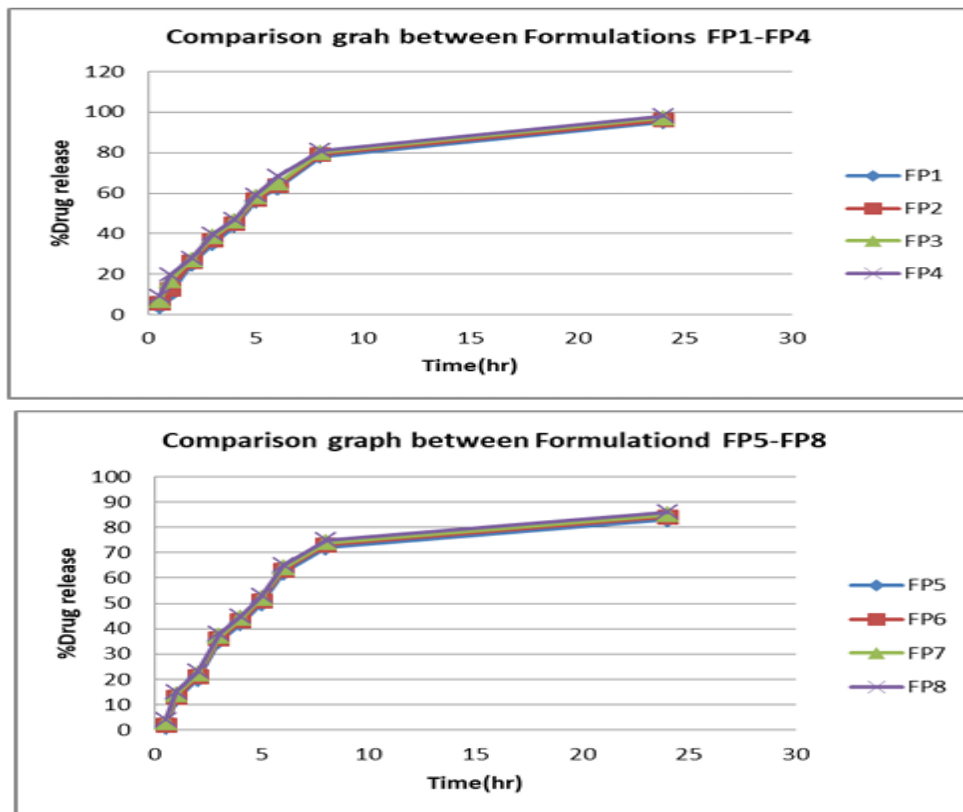 Comparison grah between Formulations FP1-FP4
120
100
80
60
40
20
0
%Drug release
0 5 10 15 20 25 30
Time(hr)
FP1
FP2
FP3
FP4
Comparison graph between Formulationd FP5-FP8
100
90
80
70
60
50
40
30
20
10
0
%Drug release
0 5 10 15 20 25 30
Time(hr)
FP5
FP6
FP7
FP8